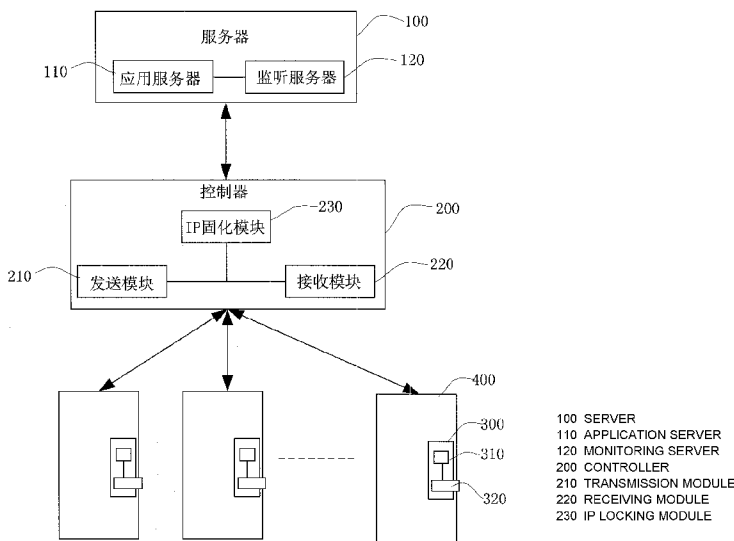 100
服务器
110
应用服务器
监听服务器
120
控制器
IP固化模块
230
200
210
发送模块
接收模块
220
400
300
310
320
100 SERVER
110 APPLICATION SERVER
120 MONITORING SERVER
200 CONTROLLER
210 TRANSMISSION MODULE
220 RECEIVING MODULE
230 IP LOCKING MODULE